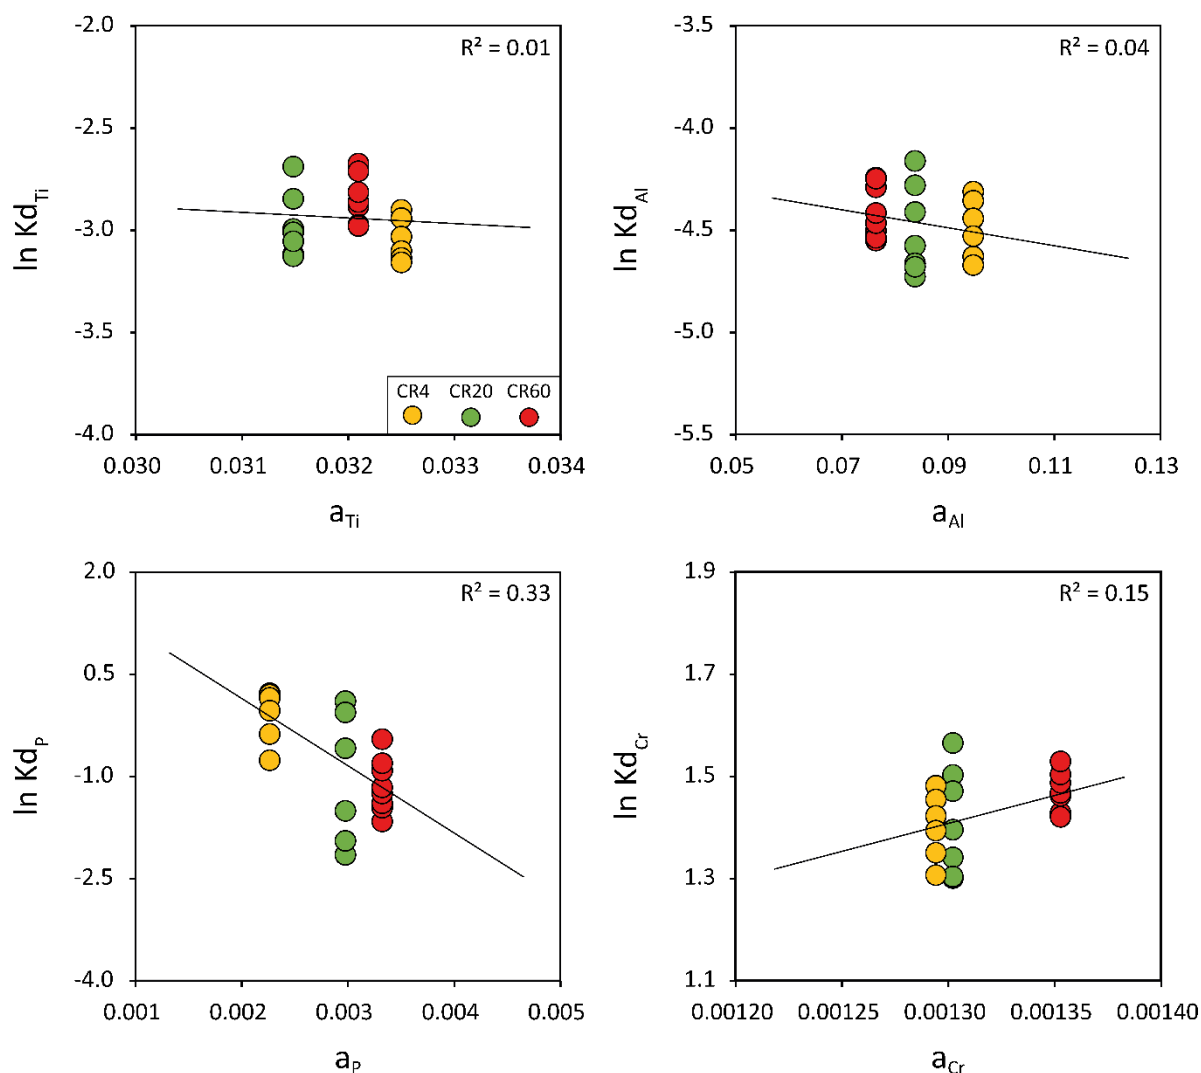 -2.0
-2.5
-3.0
-3.5
-4.0
ln Kd_Ti
R² = 0.01
CR4 CR20 CR60
0.030 0.031 0.032 0.033 0.034
a_Ti
-3.5
-4.0
-4.5
-5.0
-5.5
ln Kd_Al
R² = 0.04
0.05 0.07 0.09 0.11 0.13
a_Al
2.0
0.5
-1.0
-2.5
-4.0
ln Kd_P
R² = 0.33
0.001 0.002 0.003 0.004 0.005
a_P
1.9
1.7
1.5
1.3
1.1
ln Kd_Cr
R² = 0.15
0.00120 0.00125 0.00130 0.00135 0.00140
a_Cr